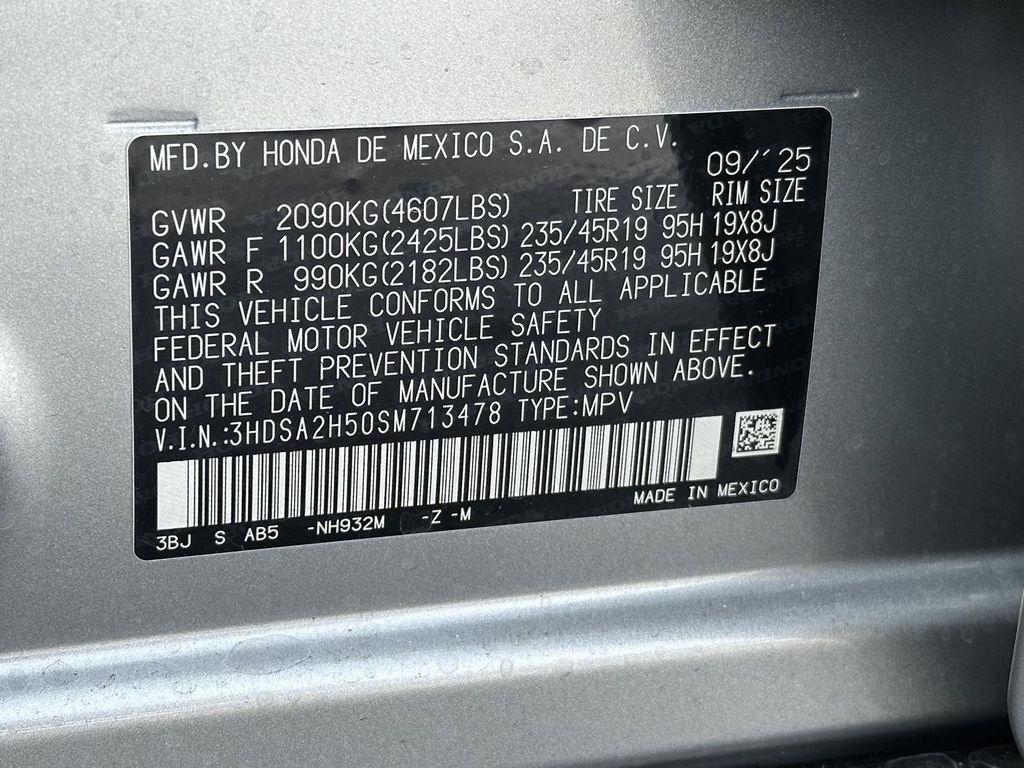 MFD.BY HONDA DE MEXICO S.A. DE C.V. 09/'25
GVWR 2090KG(4607LBS) TIRE SIZE RIM SIZE
GAWR F 1100KG(2425LBS) 235/45R19 95H 19X8J
GAWR R 990KG(2182LBS) 235/45R19 95H 19X8J
THIS VEHICLE CONFORMS TO ALL APPLICABLE
FEDERAL MOTOR VEHICLE SAFETY
AND THEFT PREVENTION STANDARDS IN EFFECT
ON THE DATE OF MANUFACTURE SHOWN ABOVE.
V.I.N.:3HDSA2H50SM713478 TYPE:MPV
MADE IN MEXICO
3BJ S AB5 -NH932M -Z -M